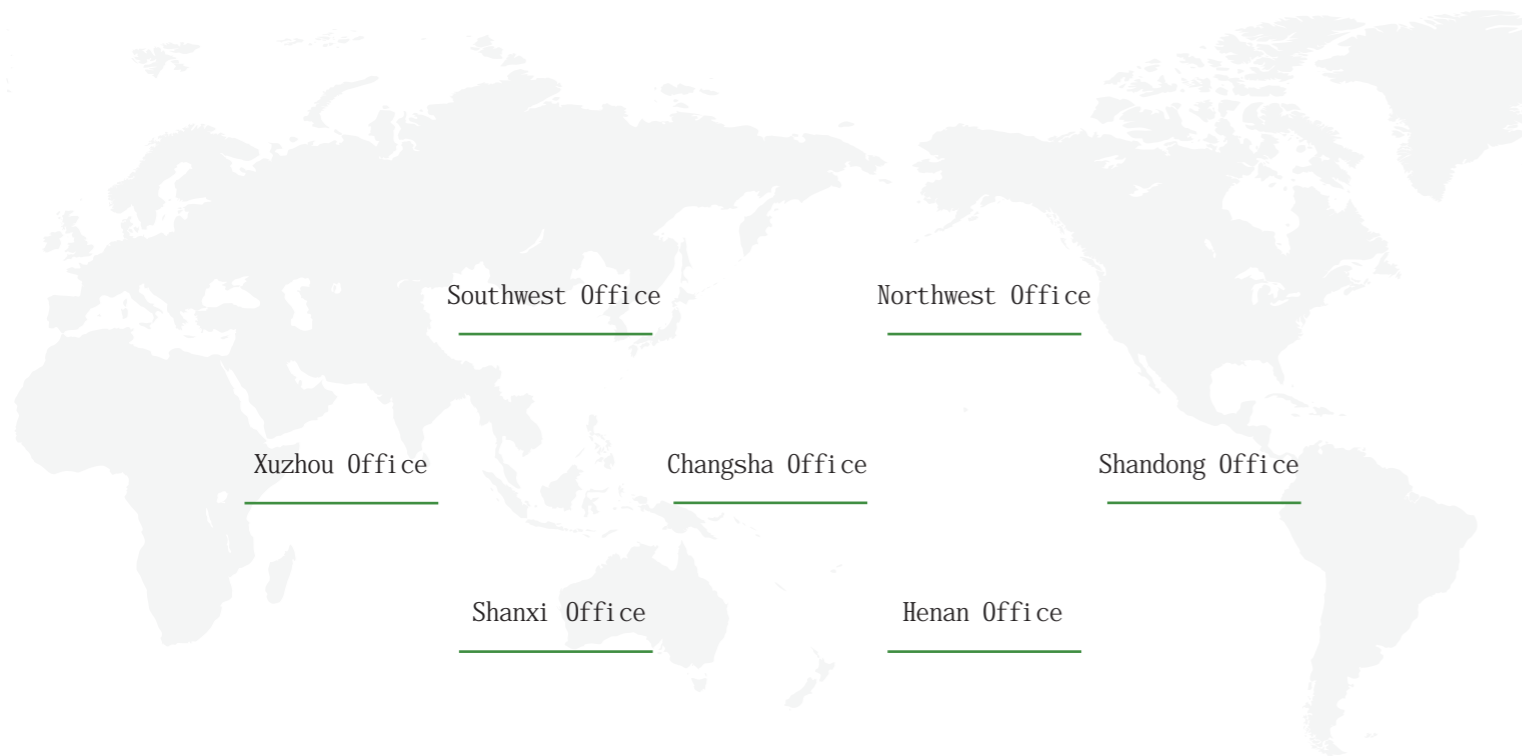 Southwest Office
Northwest Office
Xuzhou Office
Changsha Office
Shandong Office
Shanxi Office
Henan Office